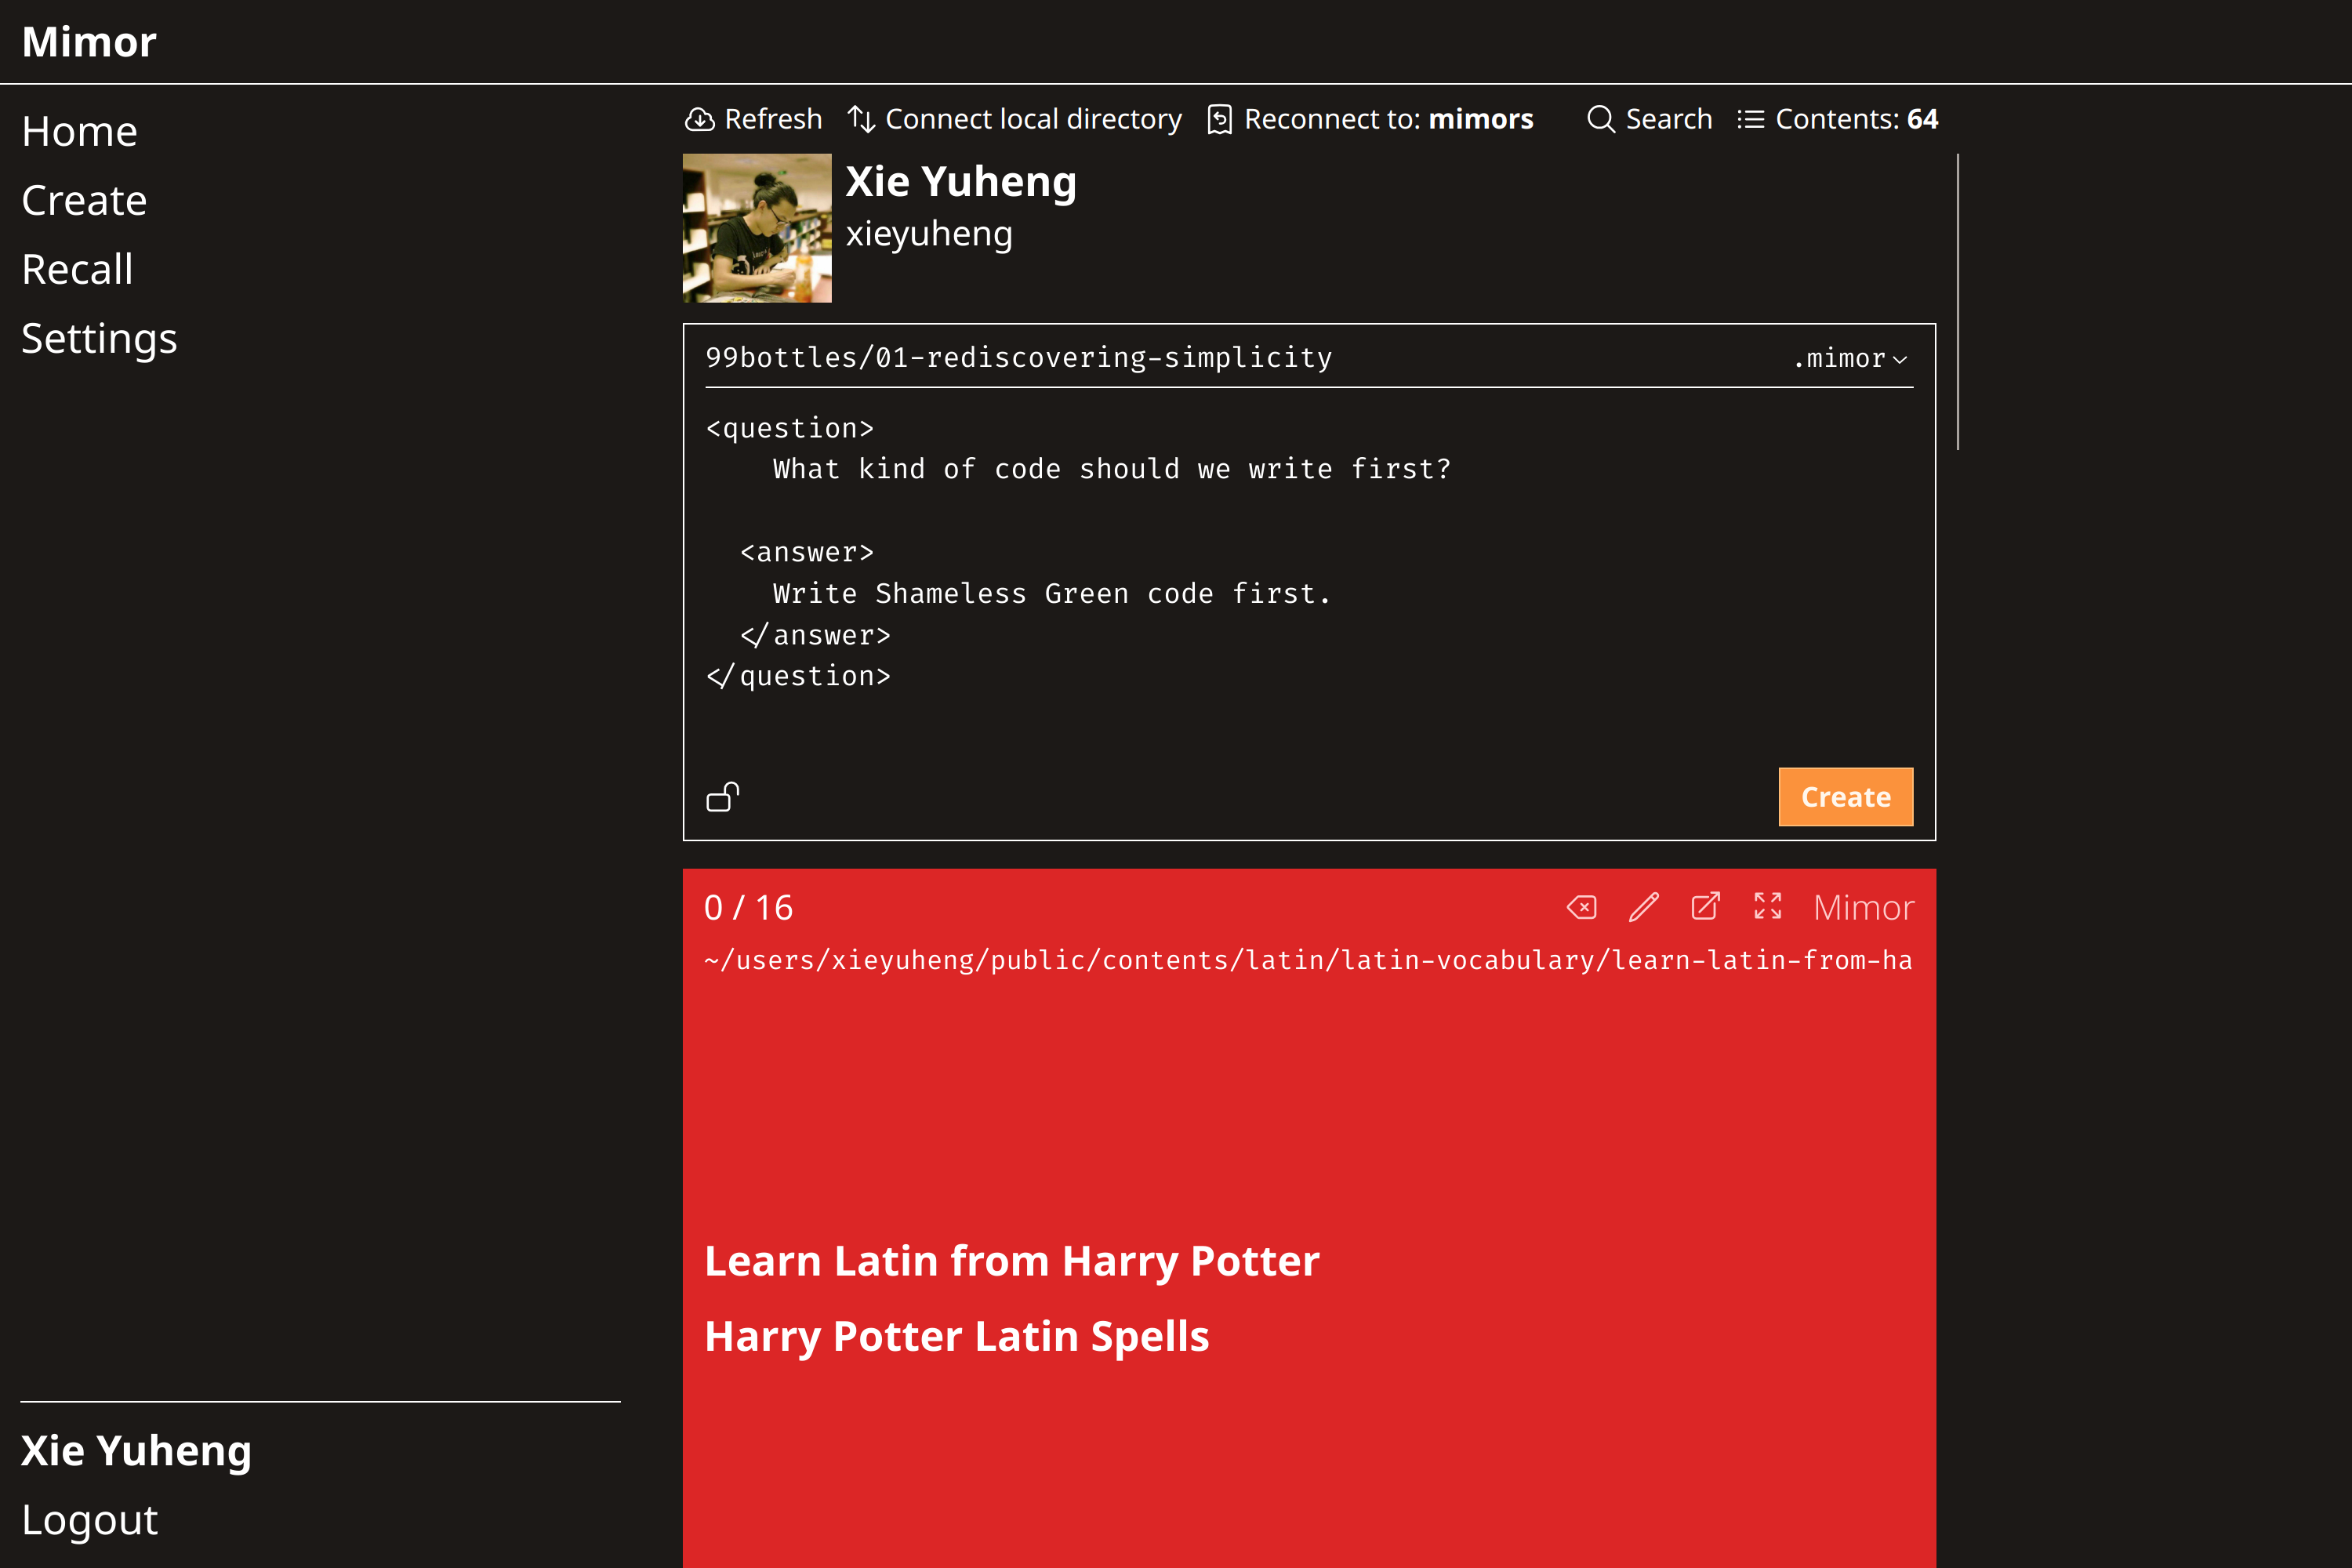 Mimor
Home
Create
Recall
Settings
Refresh Connect local directory Reconnect to: mimors Search Contents: 64
Xie Yuheng
xieyuheng
99bottles/01-rediscovering-simplicity .mimor
<question>
What kind of code should we write first?
<answer>
Write Shameless Green code first.
</answer>
</question>
Create
0 / 16 Mimor
~/users/xieyuheng/public/contents/latin/latin-vocabulary/learn-latin-from-ha
Learn Latin from Harry Potter
Harry Potter Latin Spells
Xie Yuheng
Logout